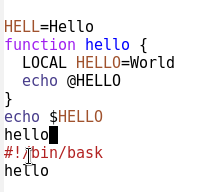 HELL=Hello
function hello {
  LOCAL HELLO=World
  echo @HELLO
}
echo $HELLO
hello
#!/bin/bask
hello